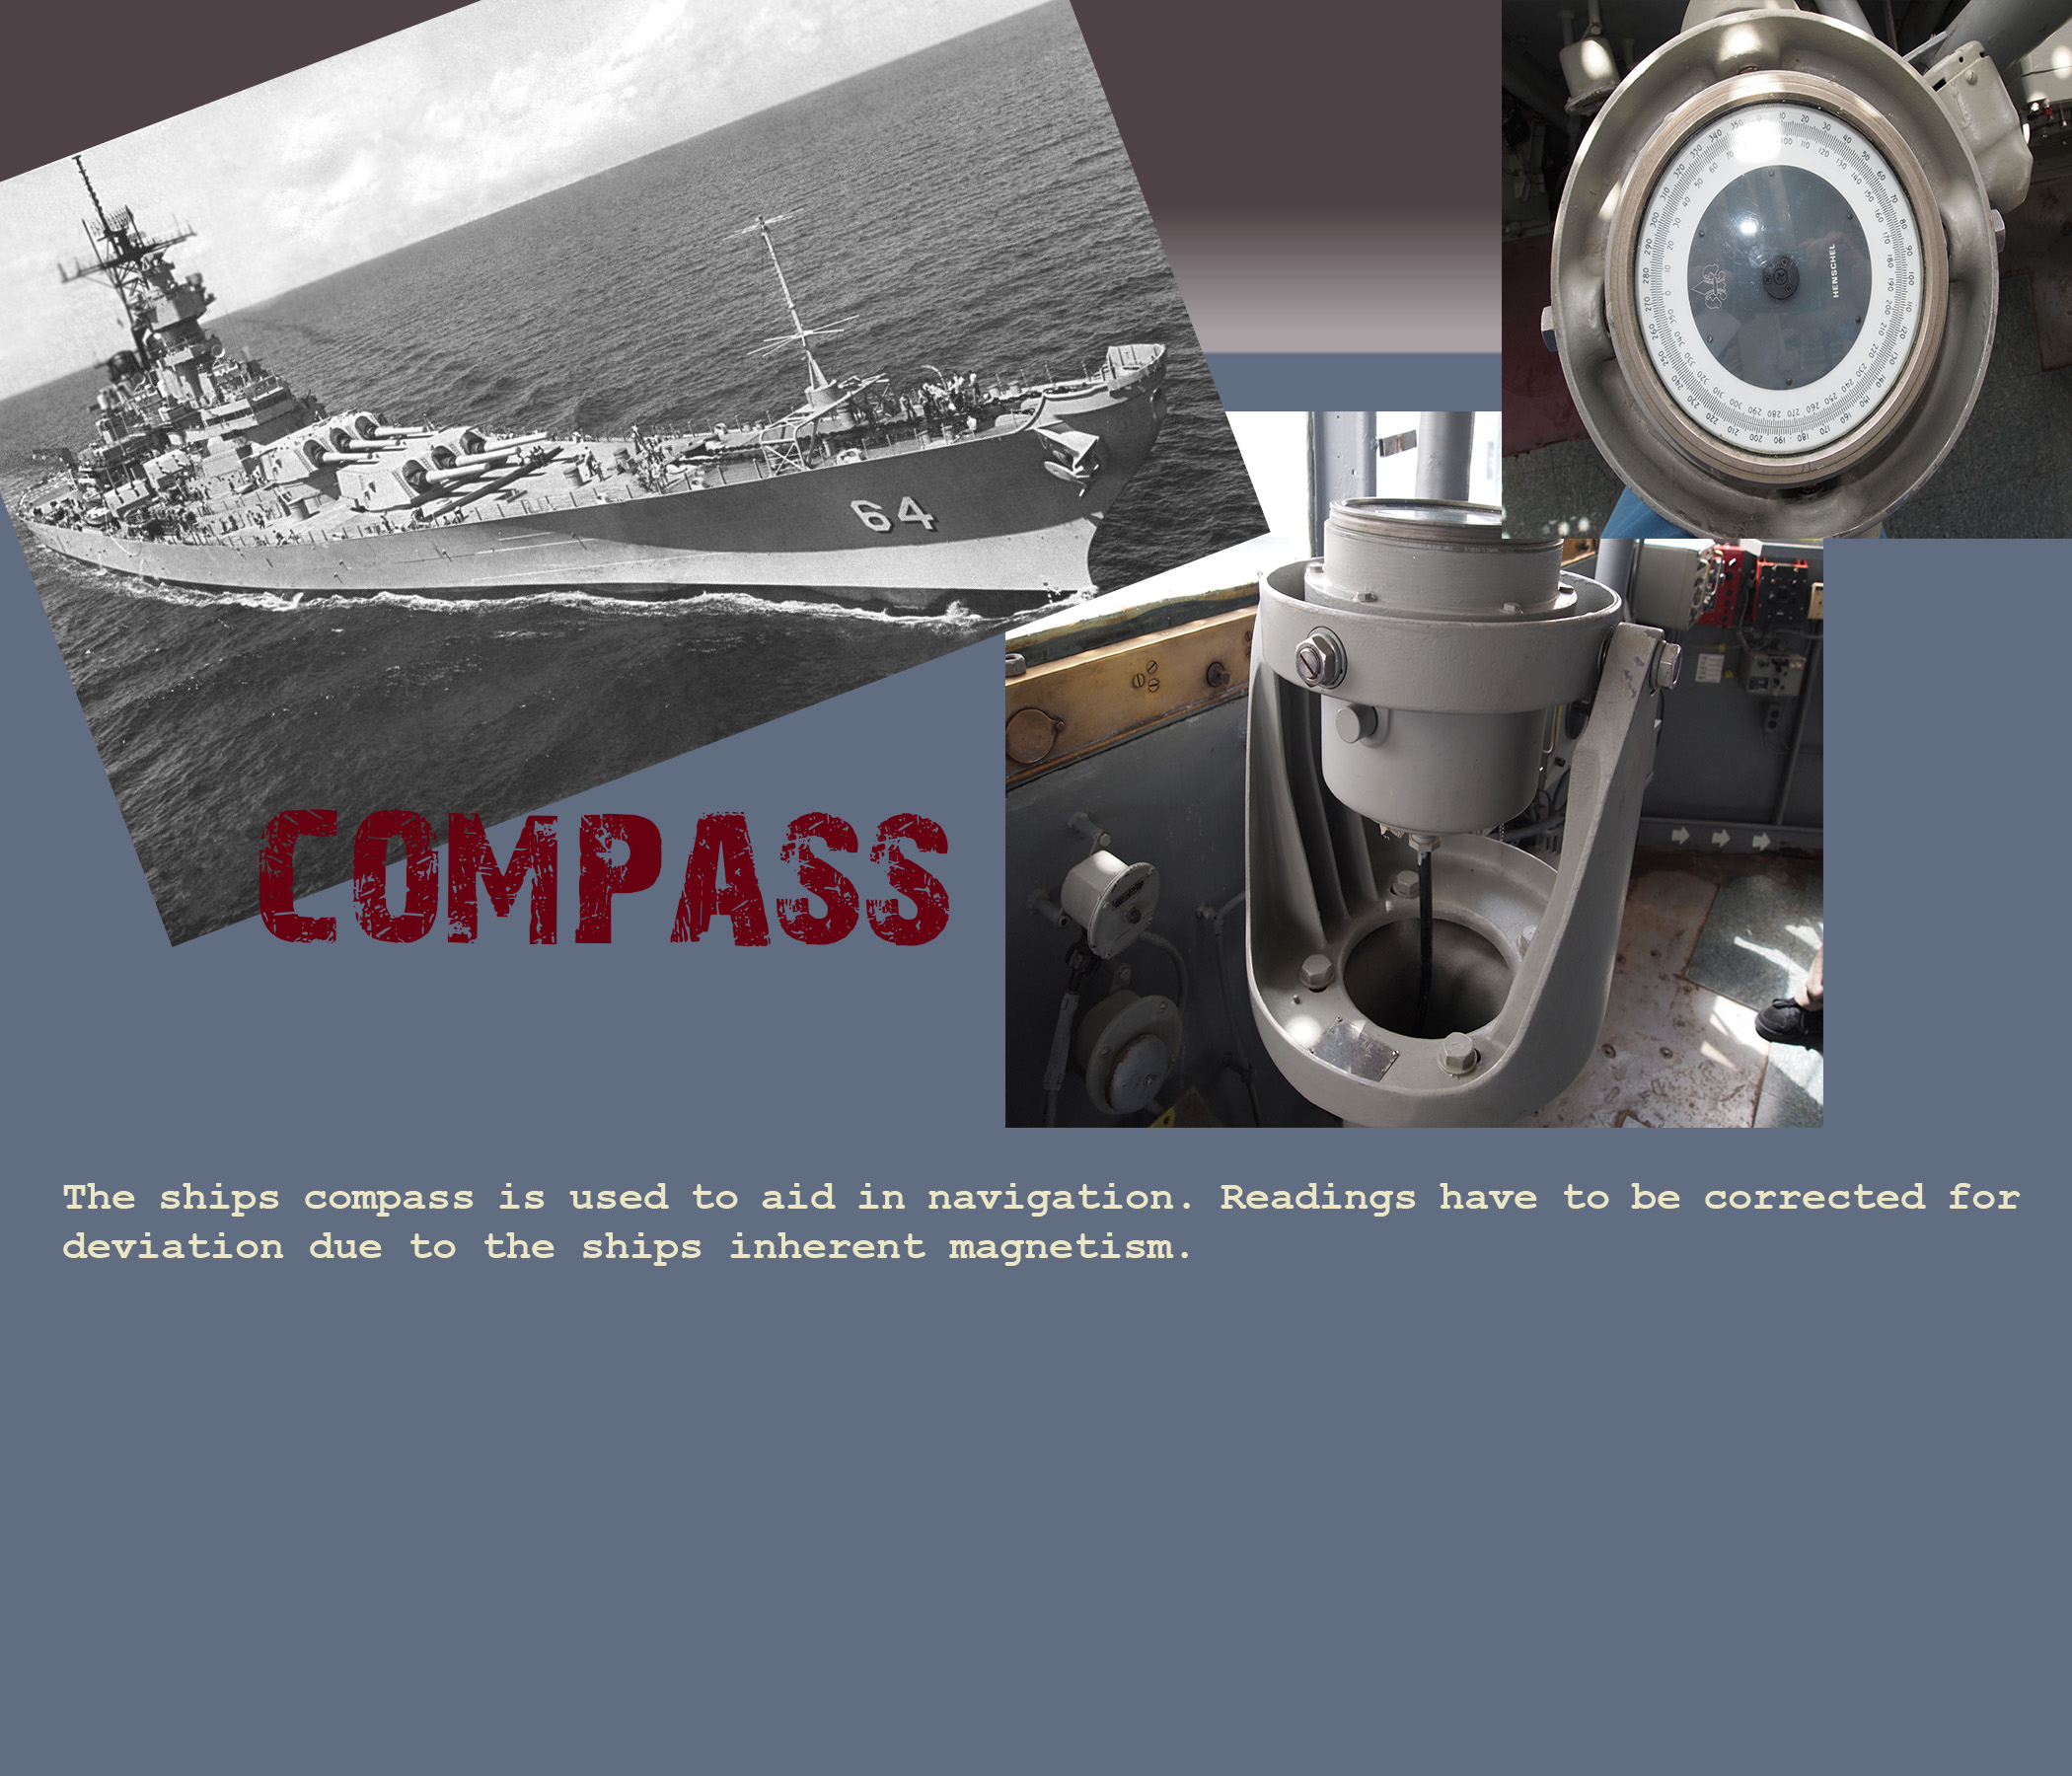 64
HENSCHEL
COMPASS
The ships compass is used to aid in navigation. Readings have to be corrected for
deviation due to the ships inherent magnetism.